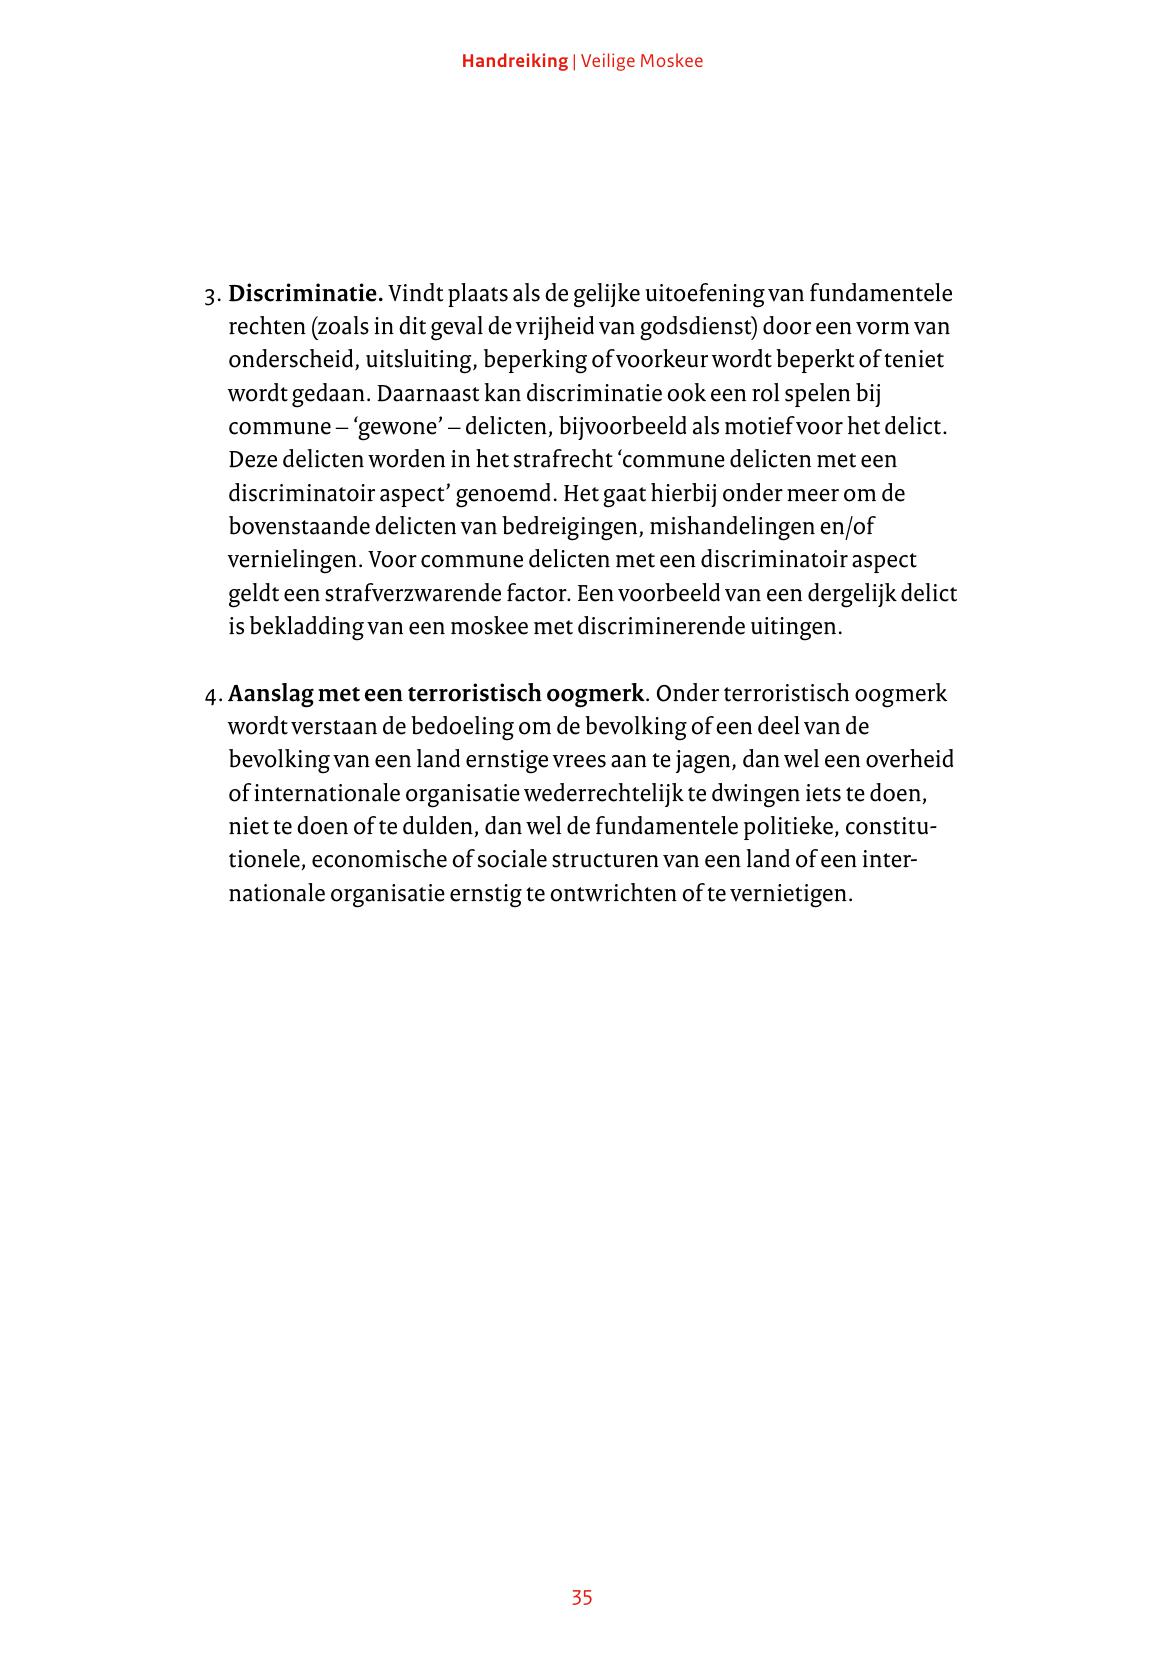 Handreiking | Veilige Moskee
3. Discriminatie. Vindt plaats als de gelijke uitoefening van fundamentele
rechten (zoals in dit geval de vrijheid van godsdienst) door een vorm van
onderscheid, uitsluiting, beperking of voorkeur wordt beperkt of teniet
wordt gedaan. Daarnaast kan discriminatie ook een rol spelen bij
commune – ‘gewone’ – delicten, bijvoorbeeld als motief voor het delict.
Deze delicten worden in het strafrecht ‘commune delicten met een
discriminatoir aspect’ genoemd. Het gaat hierbij onder meer om de
bovenstaande delicten van bedreigingen, mishandelingen en/of
vernielingen. Voor commune delicten met een discriminatoir aspect
geldt een strafverzwarende factor. Een voorbeeld van een dergelijk delict
is bekladding van een moskee met discriminerende uitingen.
4. Aanslag met een terroristisch oogmerk. Onder terroristisch oogmerk
wordt verstaan de bedoeling om de bevolking of een deel van de
bevolking van een land ernstige vrees aan te jagen, dan wel een overheid
of internationale organisatie wederrechtelijk te dwingen iets te doen,
niet te doen of te dulden, dan wel de fundamentele politieke, constitu-
tionele, economische of sociale structuren van een land of een inter-
nationale organisatie ernstig te ontwrichten of te vernietigen.
35